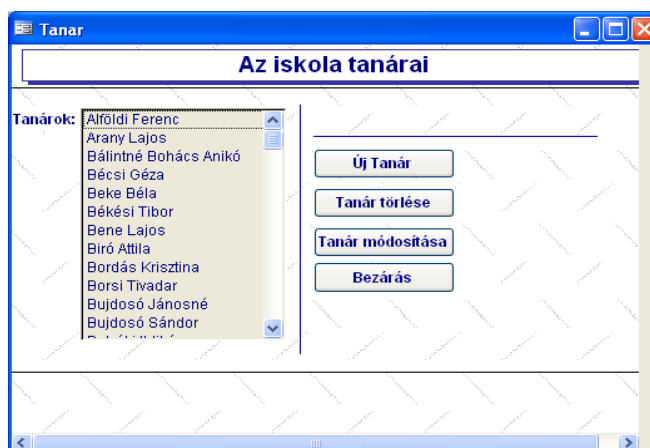 Tanar
Az iskola tanárai
Tanárok:
Alföldi Ferenc
Arany Lajos
Bálintné Bohács Anikó
Bécsi Géza
Beke Béla
Békési Tibor
Bene Lajos
Biró Attila
Bordás Krisztina
Borsi Tivadar
Bujdosó Jánosné
Bujdosó Sándor
Új Tanár
Tanár törlése
Tanár módosítása
Bezárás